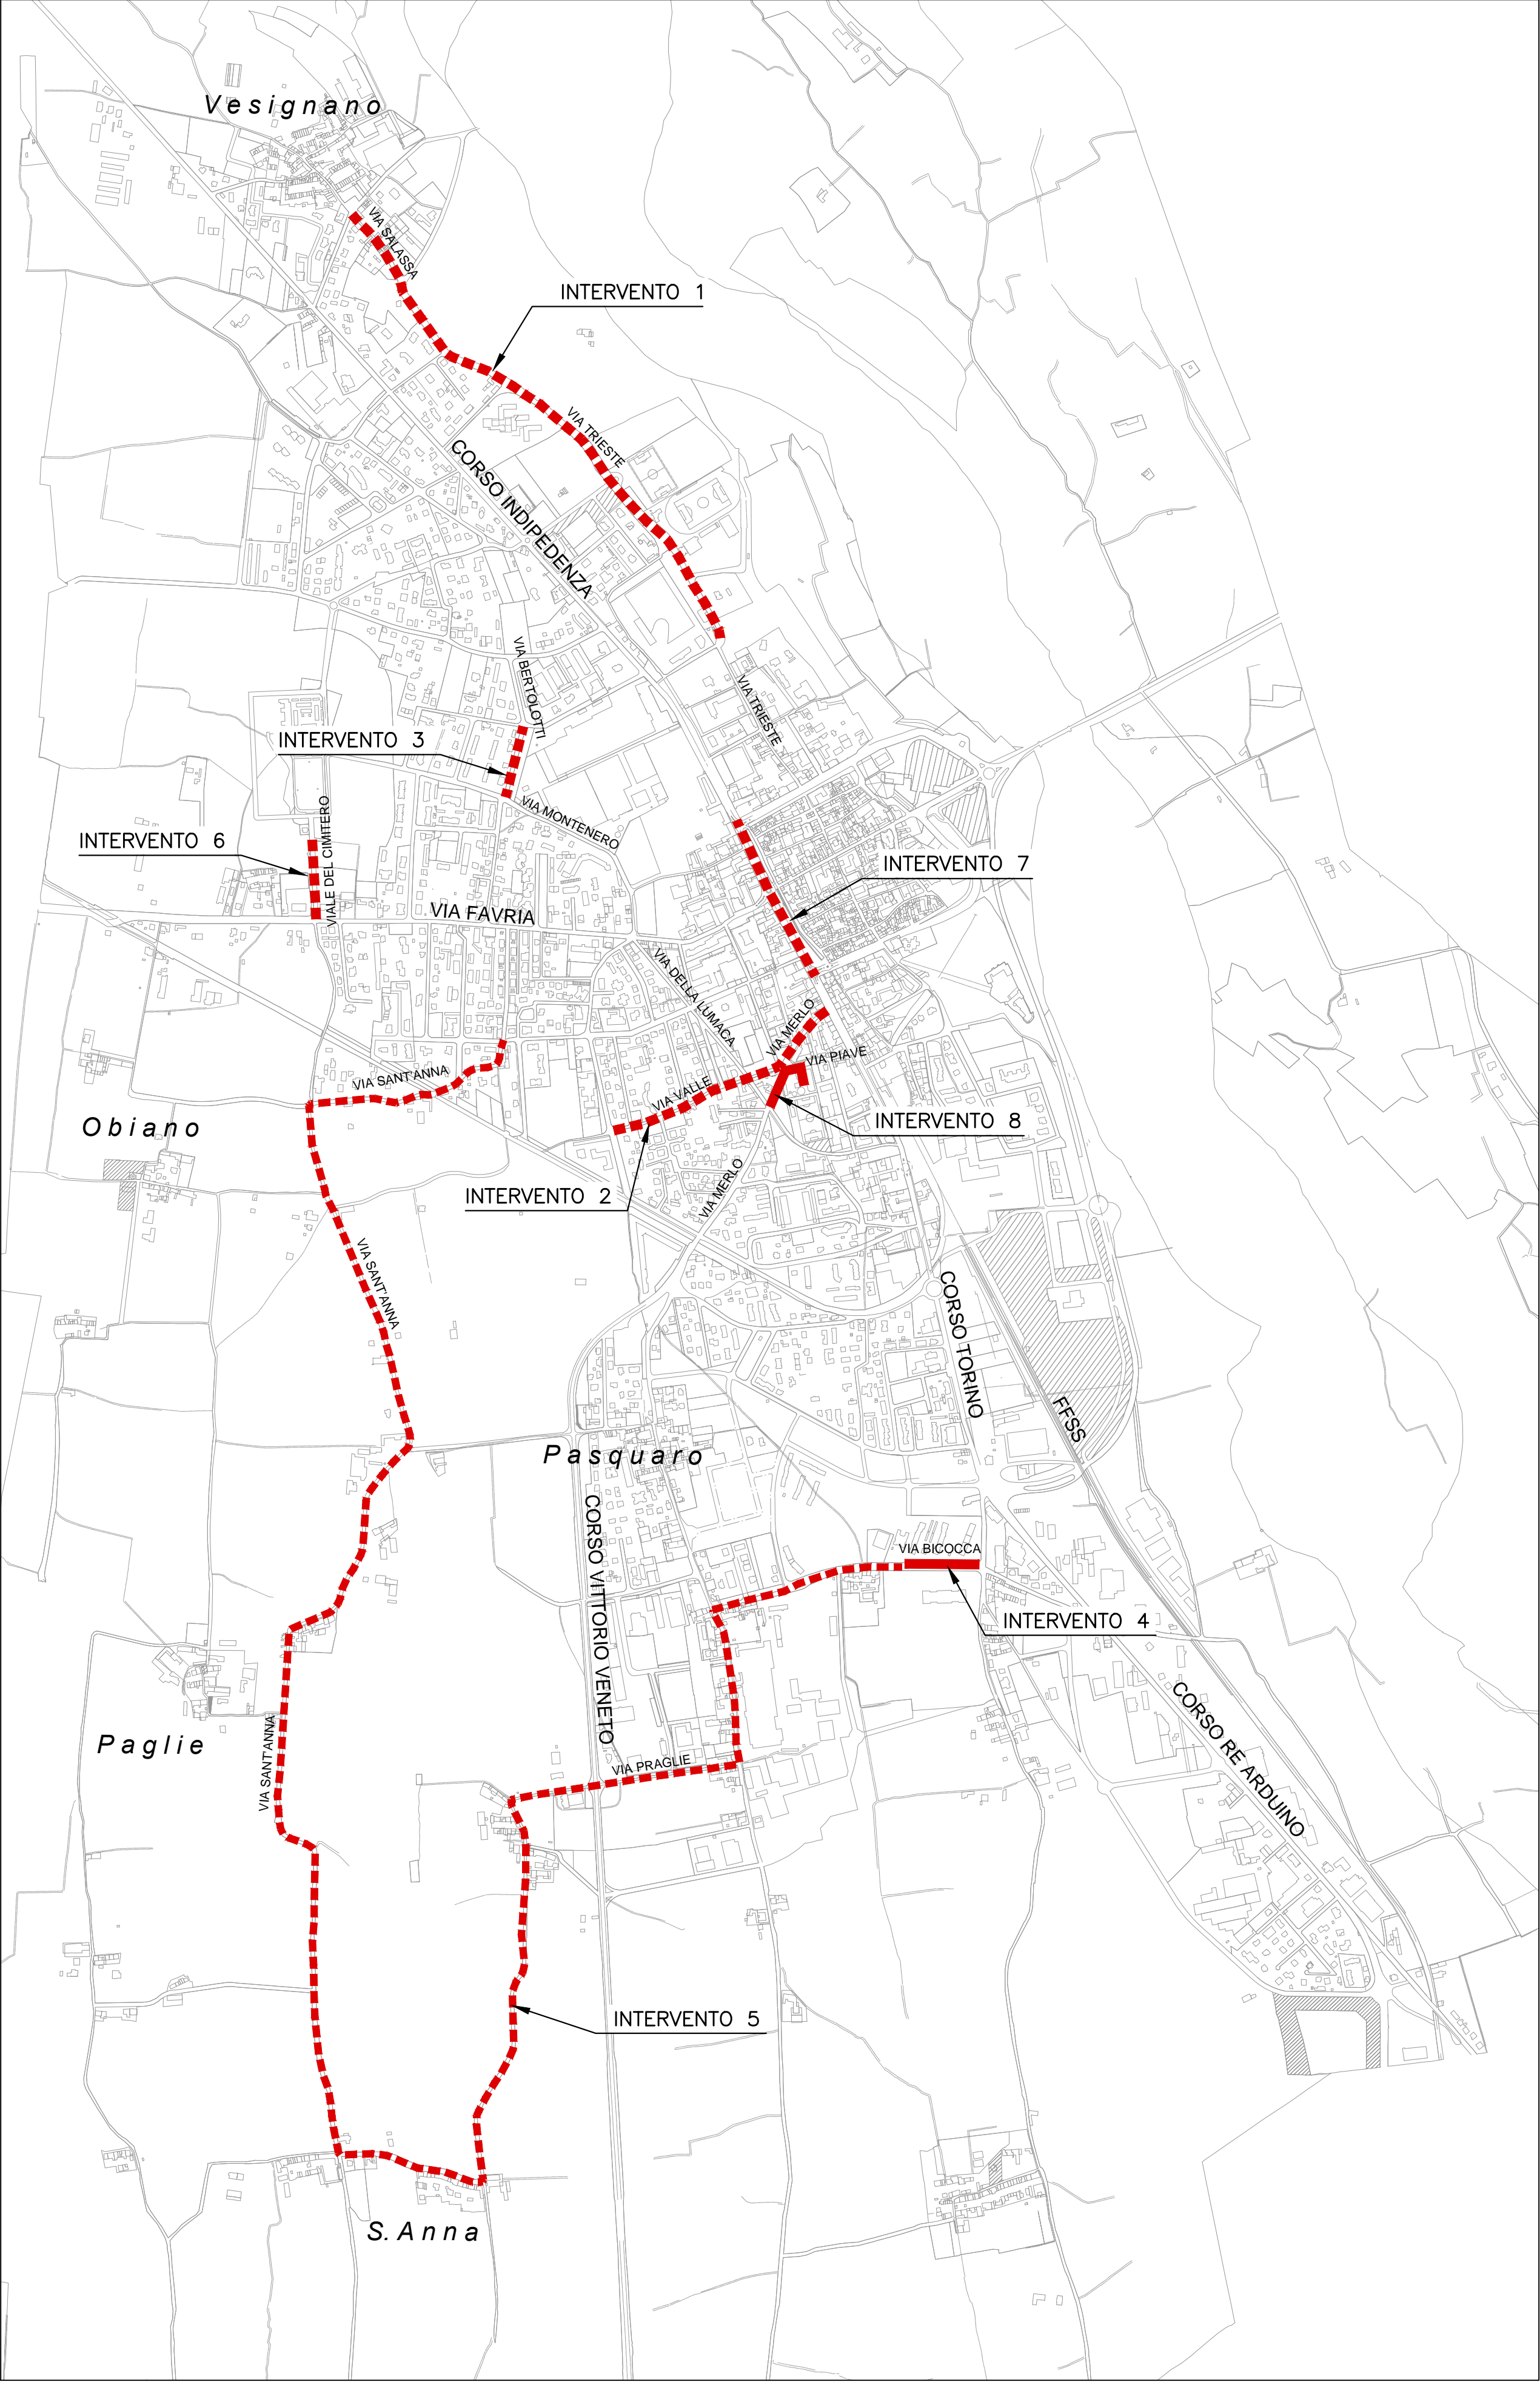 Vesignano
VIA SALASSA
INTERVENTO 1
VIA TRIESTE
CORSO INDIPEDENZA
VIA BERTOLOTTI
VIA TRIESTE
INTERVENTO 3
VIA MONTENERO
INTERVENTO 6
VIALE DEL CIMITERO
INTERVENTO 7
VIA FAVRIA
VIA DELLA LUMACA
VIA MERLO
VIA PIAVE
VIA SANT'ANNA
VIA VALLE
INTERVENTO 8
Obiano
INTERVENTO 2
VIA MERLO
VIA SANT'ANNA
CORSO TORINO
FFSS
Pasquaro
CORSO VITTORIO VENETO
VIA BICOCCA
INTERVENTO 4
Paglie
VIA SANT'ANNA
VIA PRAGLIE
CORSO RE ARDUINO
INTERVENTO 5
S. Anna